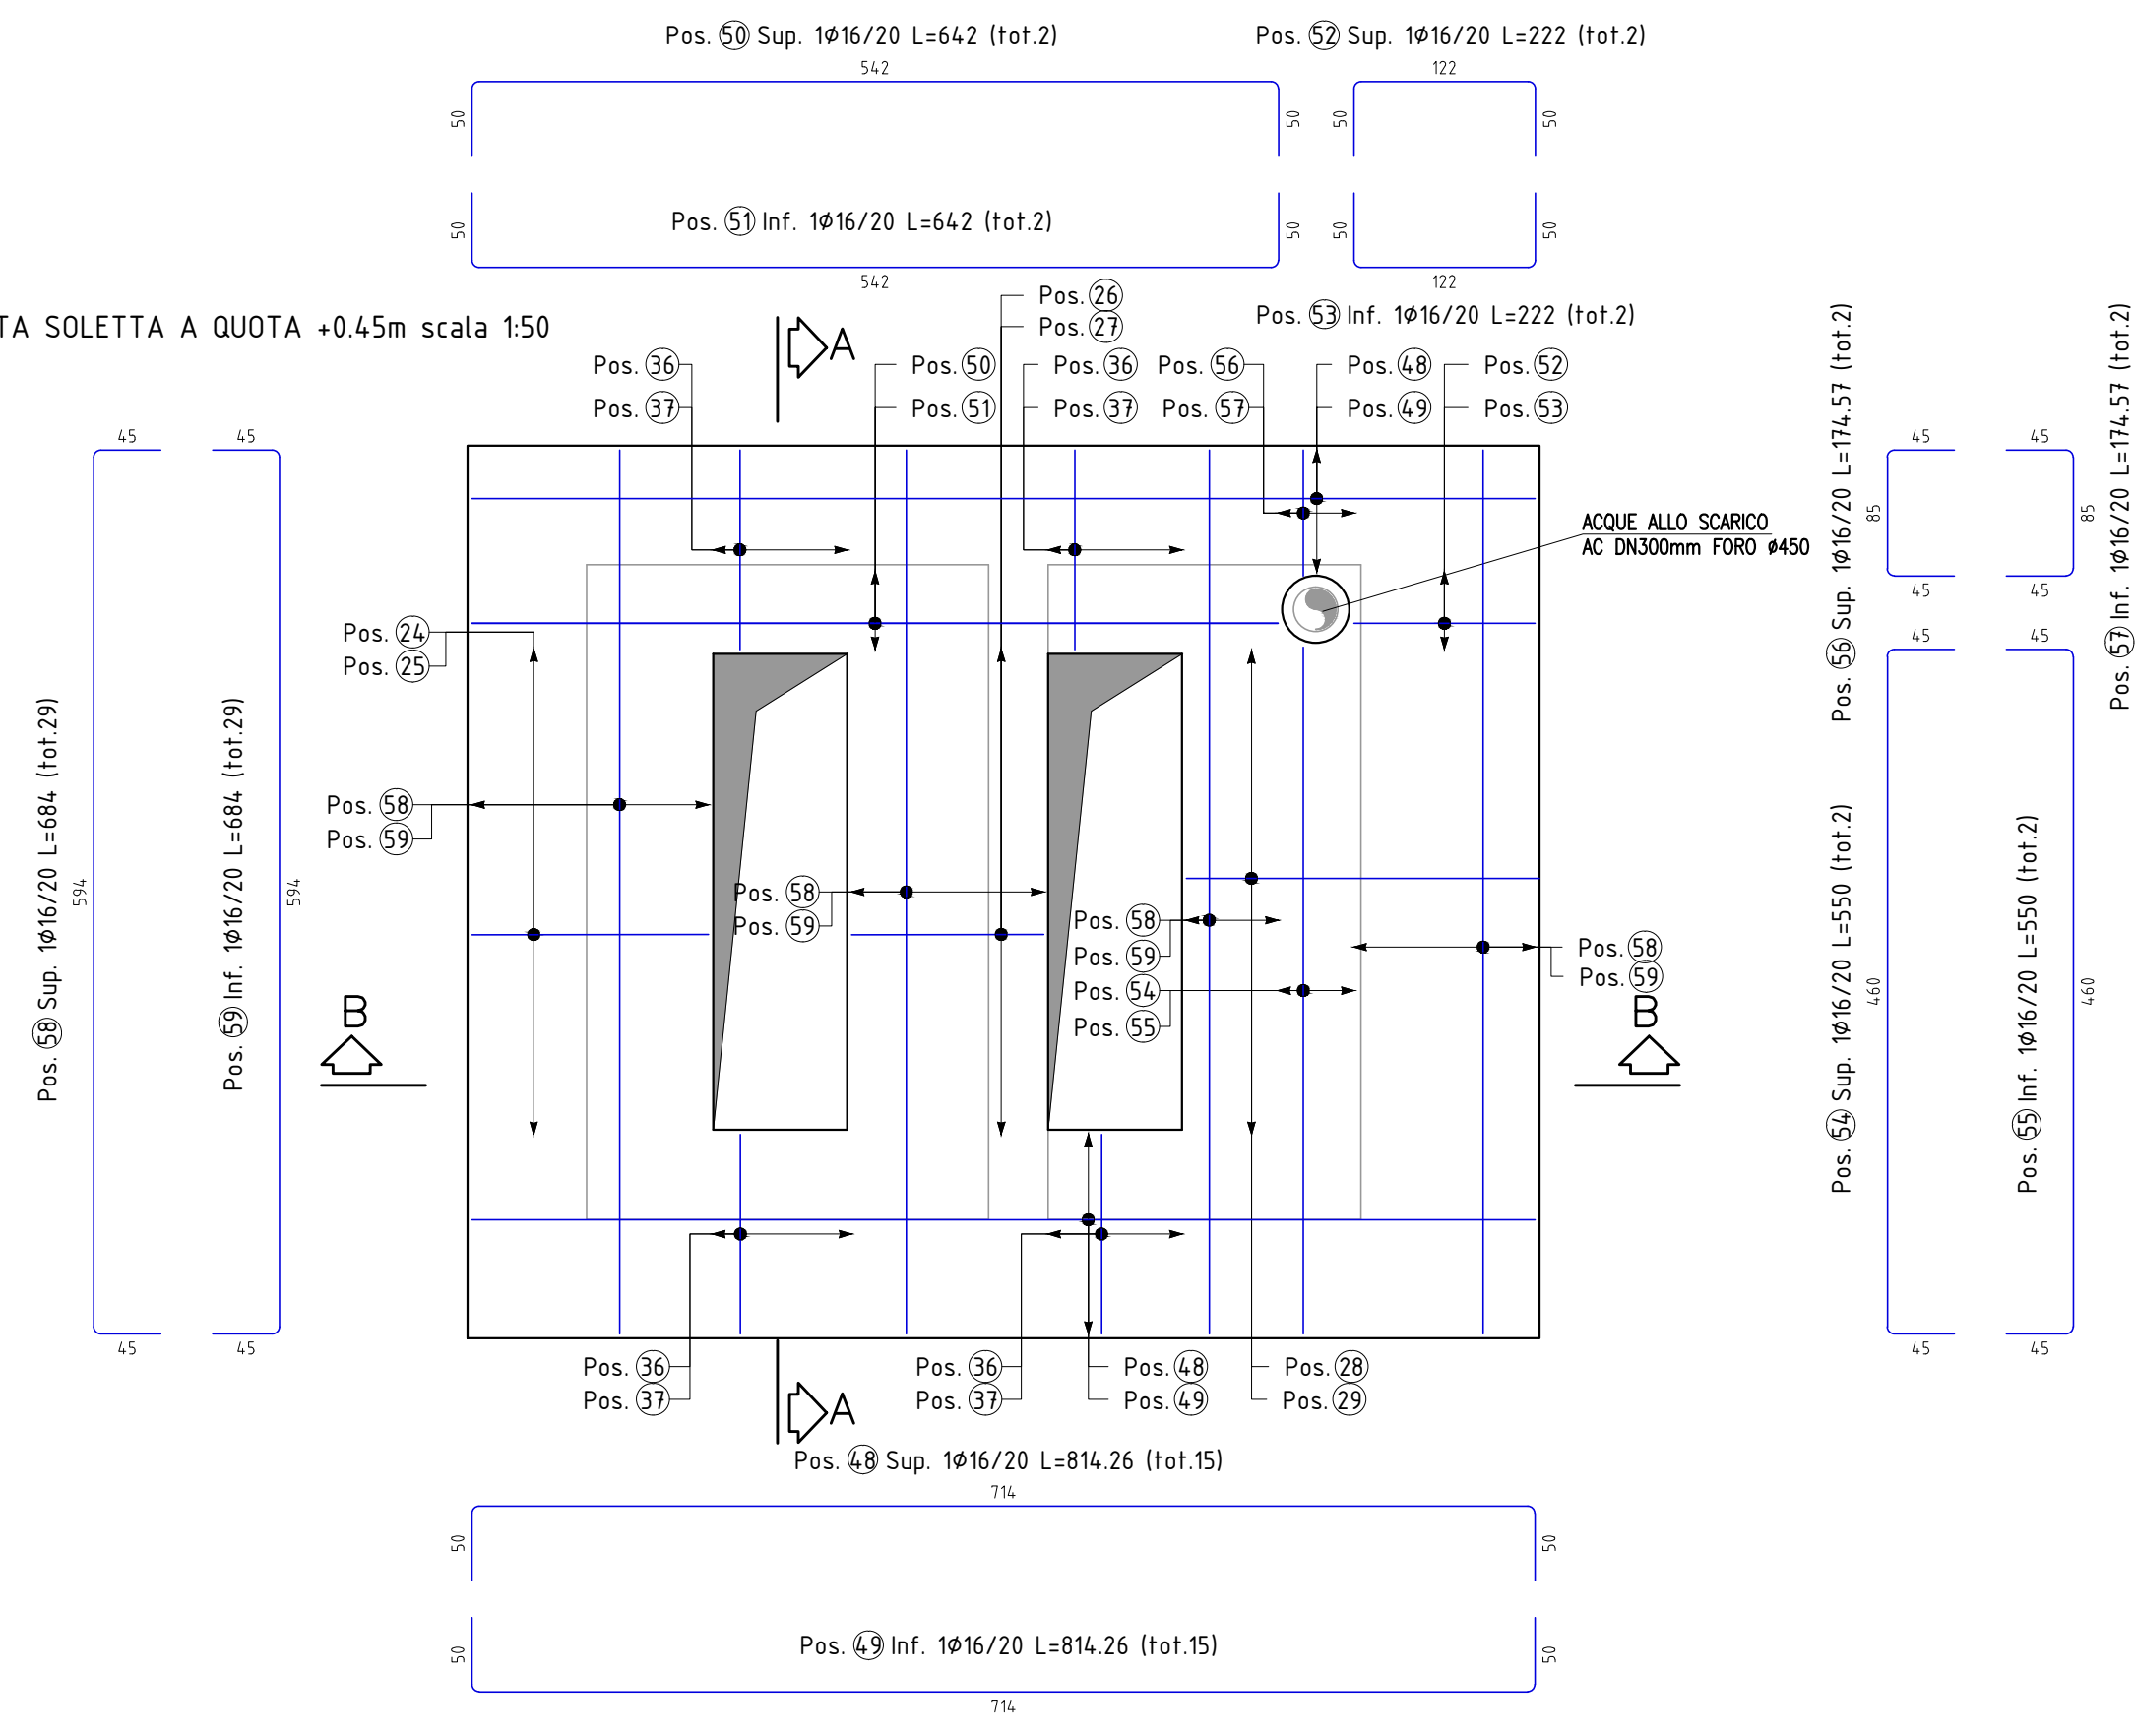 Pos. 50 Sup. 1ø16/20 L=642 (tot.2)
Pos. 52 Sup. 1ø16/20 L=222 (tot.2)
542
122
50
50
50
50
50
50
50
50
Pos. 51 Inf. 1ø16/20 L=642 (tot.2)
542
122
Pos. 53 Inf. 1ø16/20 L=222 (tot.2)
TA SOLETTA A QUOTA +0.45m scala 1:50
A
Pos. 26
Pos. 27
Pos. 36
Pos. 37
Pos. 50
Pos. 51
Pos. 36
Pos. 37
Pos. 56
Pos. 57
Pos. 48
Pos. 49
Pos. 52
Pos. 53
ACQUE ALLO SCARICO
AC DN300mm FORO ø450
45
45
Pos. 58 Sup. 1ø16/20 L=684 (tot.29)
594
Pos. 59 Inf. 1ø16/20 L=684 (tot.29)
594
45
45
Pos. 24
Pos. 25
Pos. 58
Pos. 59
Pos. 58
Pos. 59
Pos. 58
Pos. 59
Pos. 54
Pos. 55
Pos. 58
Pos. 59
B
B
Pos. 56 Sup. 1ø16/20 L=174.57 (tot.2)
45
45
85
85
45
45
Pos. 57 Inf. 1ø16/20 L=174.57 (tot.2)
45
45
Pos. 54 Sup. 1ø16/20 L=550 (tot.2)
460
Pos. 55 Inf. 1ø16/20 L=550 (tot.2)
460
45
45
Pos. 36
Pos. 37
Pos. 36
Pos. 37
Pos. 48
Pos. 49
Pos. 28
Pos. 29
A
Pos. 48 Sup. 1ø16/20 L=814.26 (tot.15)
714
50
50
Pos. 49 Inf. 1ø16/20 L=814.26 (tot.15)
50
50
714